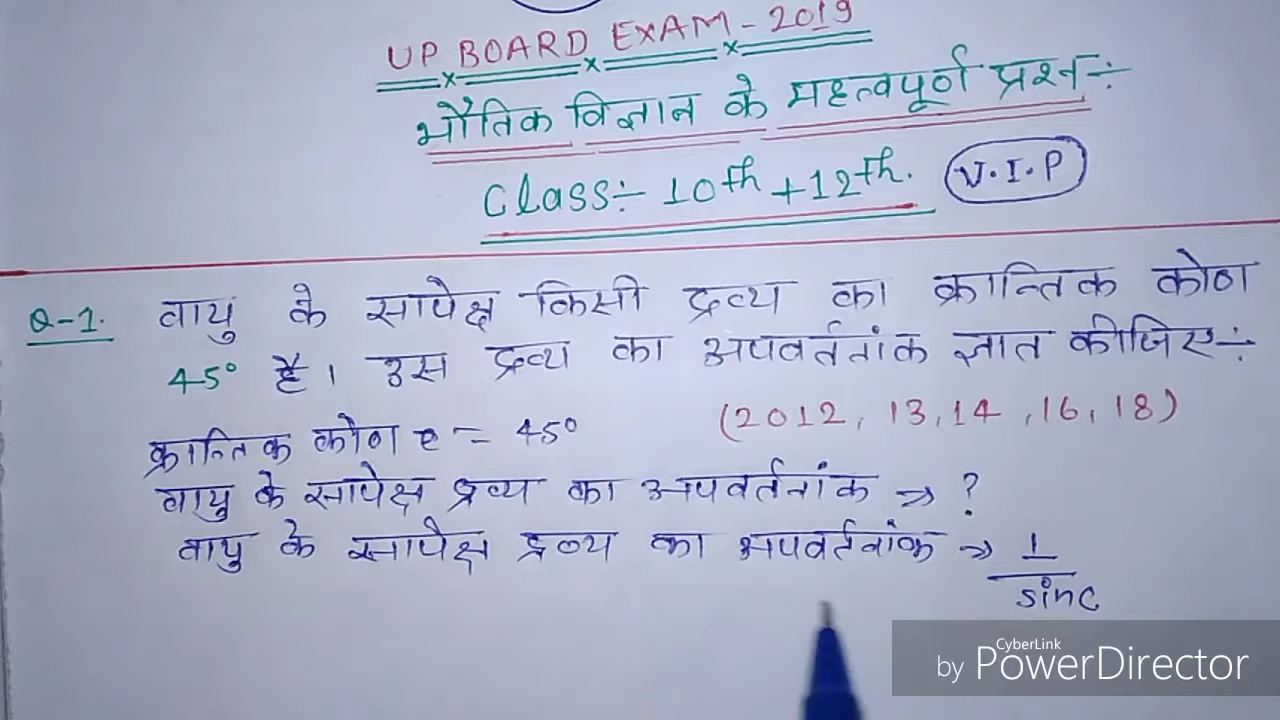 UP BOARD EXAM - 2019
भौतिक विज्ञान के महत्वपूर्ण प्रश्न÷
Class÷ 10th + 12th. V.I.P
Q-1. वायु के सापेक्ष किसी द्रव्य का क्रान्तिक कोण
45° है। उस द्रव्य का अपवर्तनांक ज्ञात कीजिए÷
(2012, 13, 14, 16, 18)
क्रान्तिक कोण c = 45°
वायु के सापेक्ष द्रव्य का अपवर्तनांक ⇒ ?
वायु के सापेक्ष द्रव्य का अपवर्तनांक ⇒ 1
sinc
CyberLink
by PowerDirector